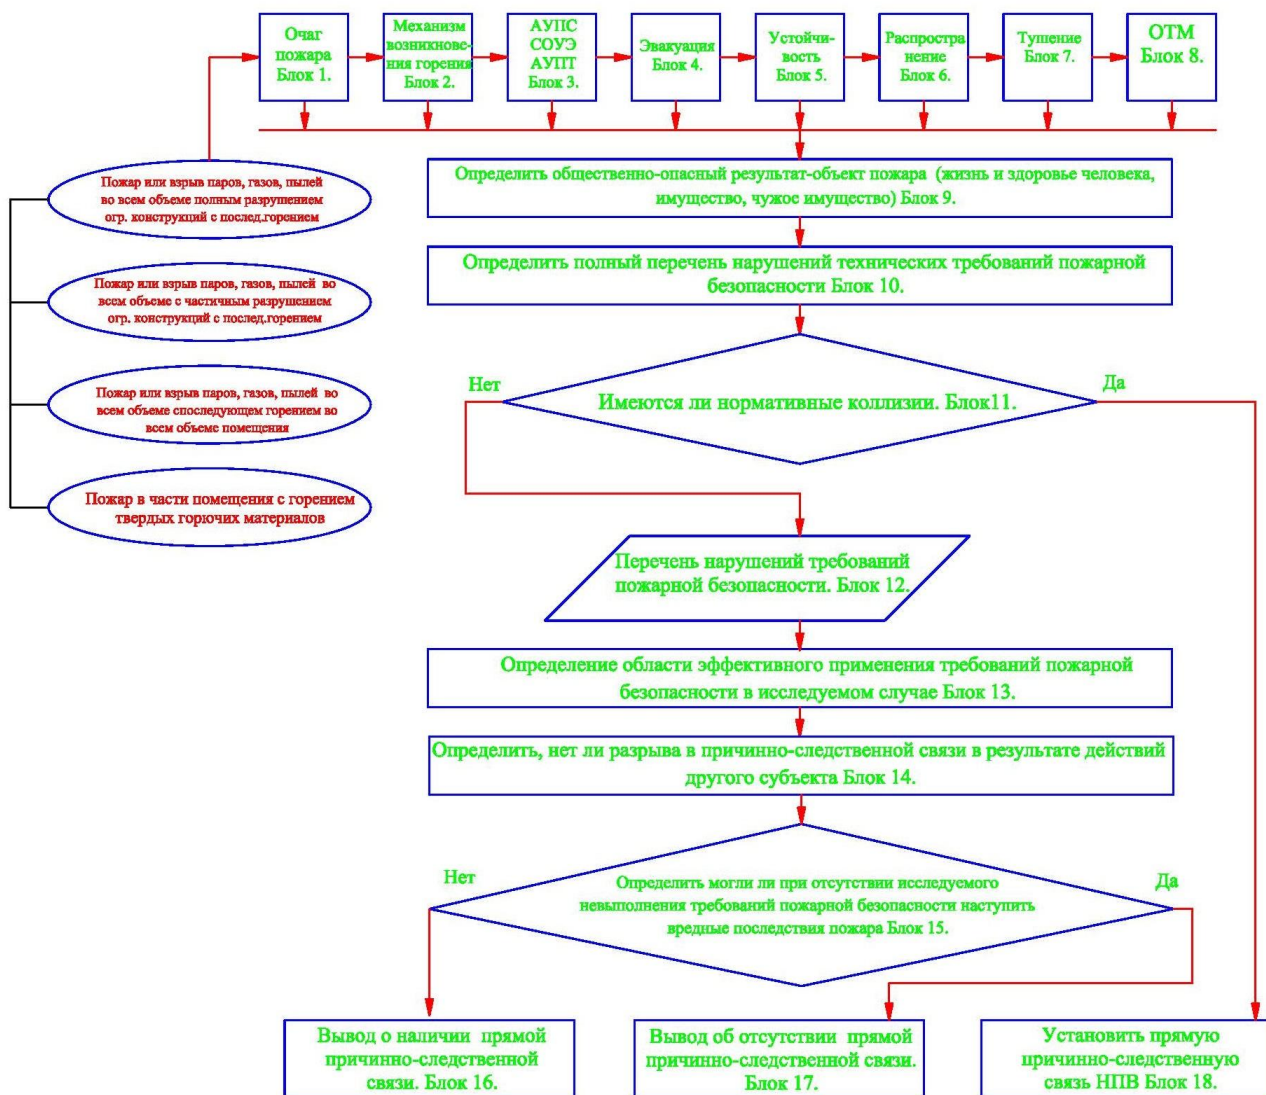 Очаг
пожара
Блок 1.
Механизм
возникнове-
ния горения
Блок 2.
АУПС
СОУЭ
АУПТ
Блок 3.
Эвакуация
Блок 4.
Устойчи-
вость
Блок 5.
Распростра
нение
Блок 6.
Тушение
Блок 7.
ОТМ
Блок 8.
Пожар или взрыв паров, газов, пылей
во всем объеме полным разрушением
огр. конструкций с послед.горением
Пожар или взрыв паров, газов, пылей во
всем объеме с частичным разрушением
огр. конструкций с послед.горением
Пожар или взрыв паров, газов, пылей во
всем объеме споследующем горением во
всем объеме помещения
Пожар в части помещения с горением
твердых горючих материалов
Определить общественно-опасный результат-объект пожара (жизнь и здоровье человека,
имущество, чужое имущество) Блок 9.
Определить полный перечень нарушений технических требований пожарной
безопасности Блок 10.
Нет
Да
Имеются ли нормативные коллизии. Блок11.
Перечень нарушений требований
пожарной безопасности. Блок 12.
Определение области эффективного применения требований пожарной
безопасности в исследуемом случае Блок 13.
Определить, нет ли разрыва в причинно-следственной связи в результате действий
другого субъекта Блок 14.
Нет
Да
Определить могли ли при отсутствии исследуемого
невыполнения требований пожарной безопасности наступить
вредные последствия пожара Блок 15.
Вывод о наличии прямой
причинно-следственной
связи. Блок 16.
Вывод об отсутствии прямой
причинно-следственной связи.
Блок 17.
Установить прямую
причинно-следственную
связь НПВ Блок 18.